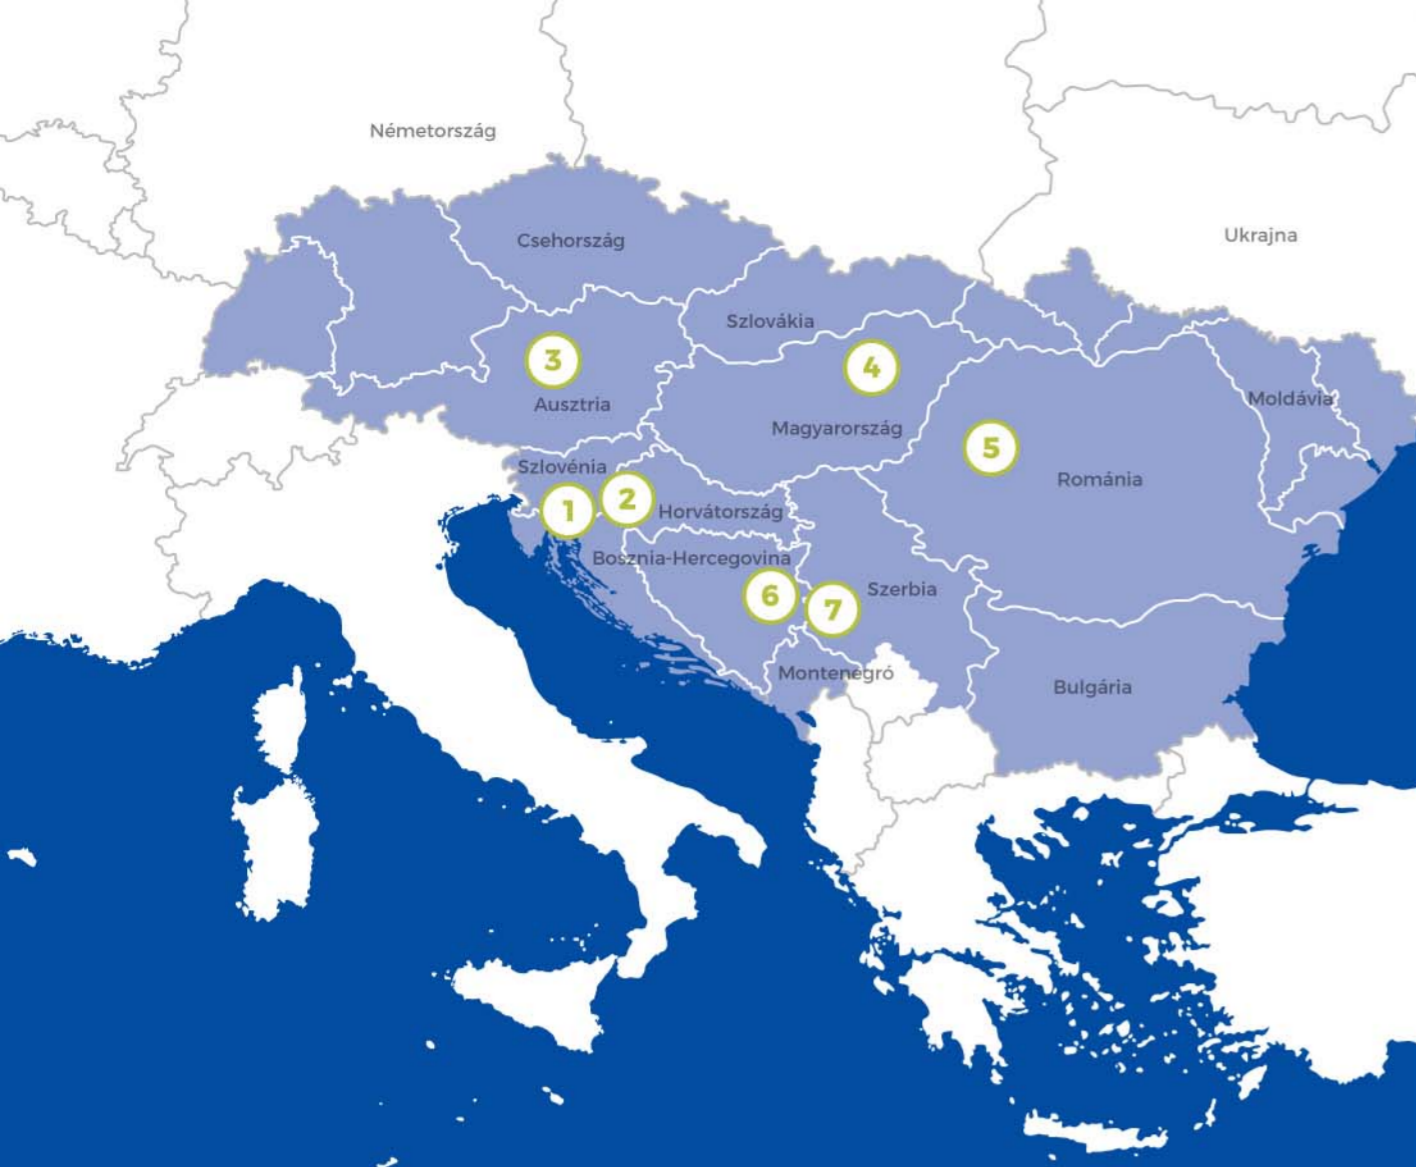 Németország
Csehország
Ukrajna
Szlovákia
3
4
Moldávia
Ausztria
Magyarország
5
Szlovénia
Románia
1
2
Horvátország
Bosznia-Hercegovina
Szerbia
6
7
Montenegró
Bulgária